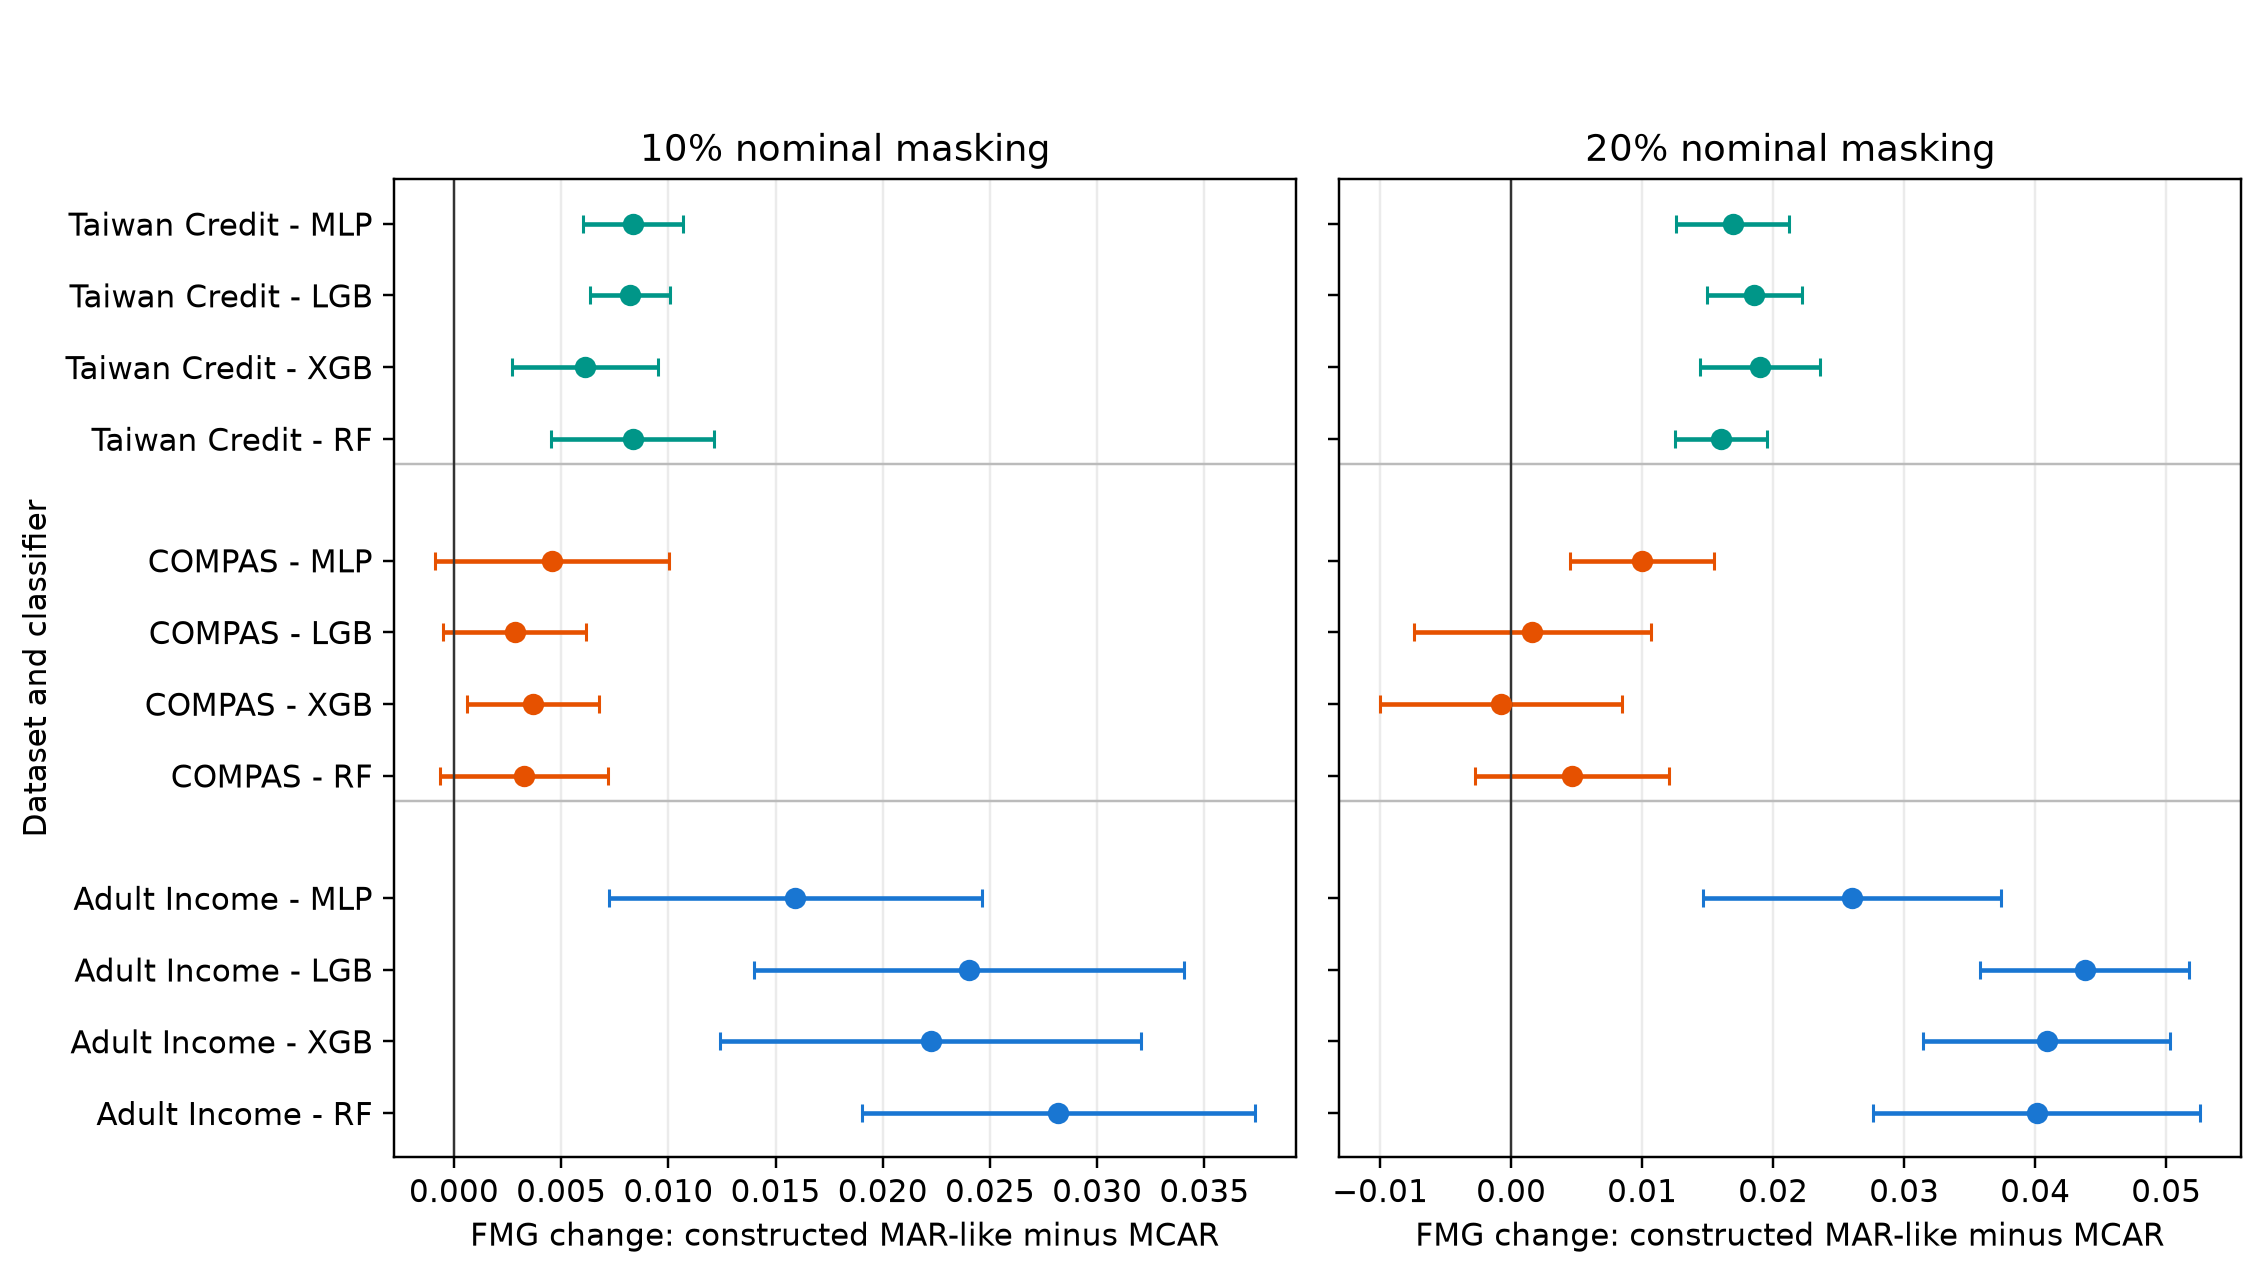 10% nominal masking
20% nominal masking
Dataset and classifier
Taiwan Credit - MLP
Taiwan Credit - LGB
Taiwan Credit - XGB
Taiwan Credit - RF
COMPAS - MLP
COMPAS - LGB
COMPAS - XGB
COMPAS - RF
Adult Income - MLP
Adult Income - LGB
Adult Income - XGB
Adult Income - RF
0.000 0.005 0.010 0.015 0.020 0.025 0.030 0.035
−0.01 0.00 0.01 0.02 0.03 0.04 0.05
FMG change: constructed MAR-like minus MCAR
FMG change: constructed MAR-like minus MCAR